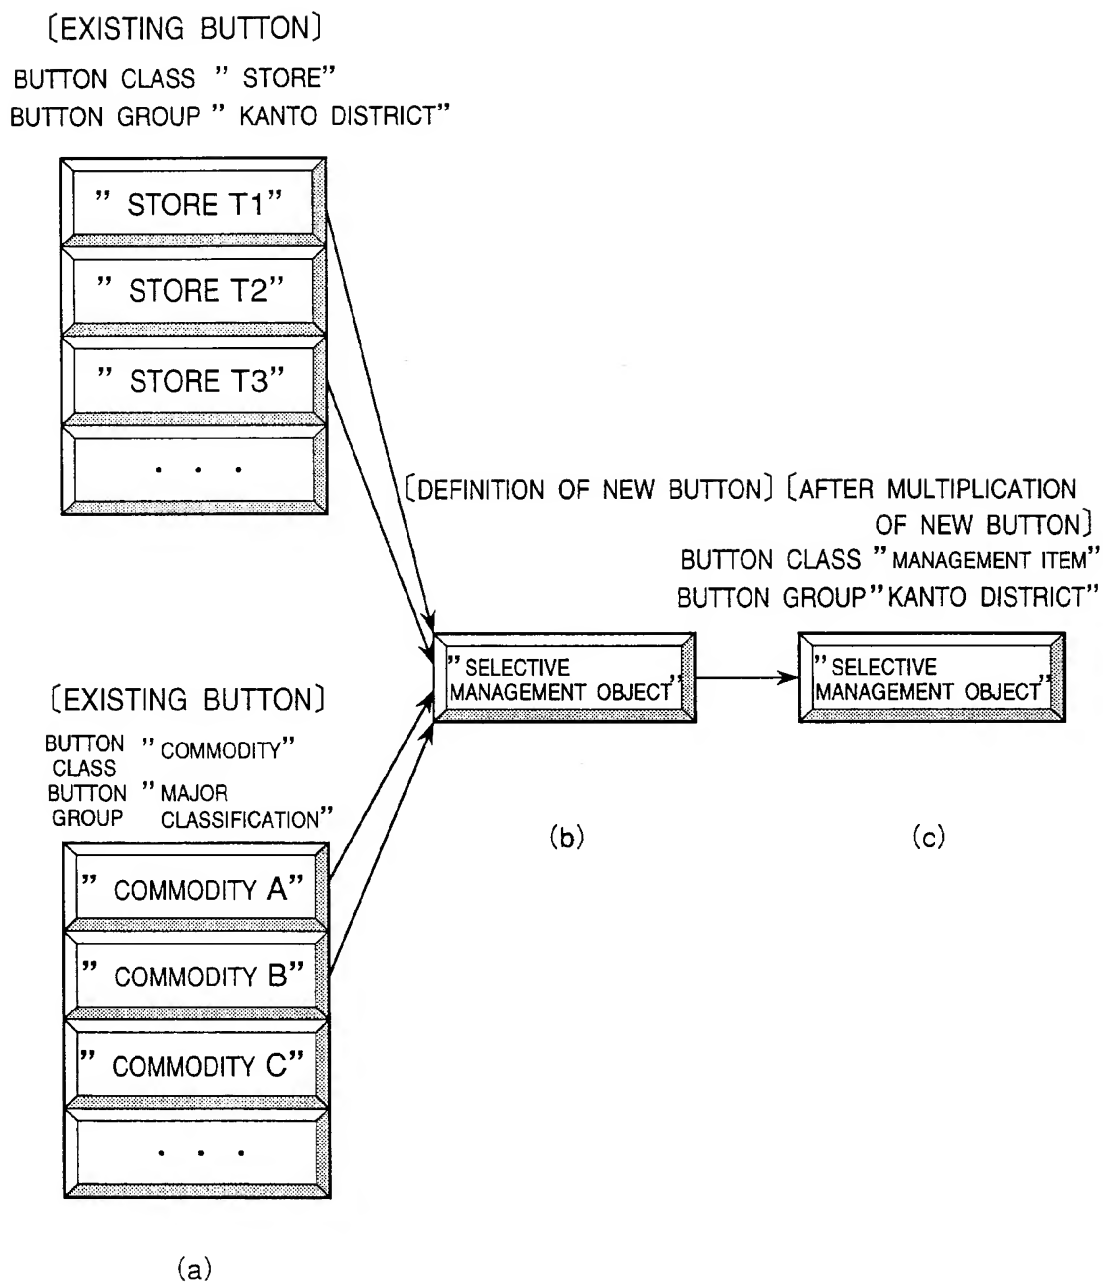 〔EXISTING BUTTON〕
BUTTON CLASS ” STORE”
BUTTON GROUP ” KANTO DISTRICT”
” STORE T1”
” STORE T2”
” STORE T3”
. . .
〔DEFINITION OF NEW BUTTON〕
〔AFTER MULTIPLICATION
OF NEW BUTTON〕
BUTTON CLASS ”MANAGEMENT ITEM”
BUTTON GROUP”KANTO DISTRICT”
”SELECTIVE
MANAGEMENT OBJECT”
”SELECTIVE
MANAGEMENT OBJECT”
(b)
(c)
〔EXISTING BUTTON〕
BUTTON ”COMMODITY”
CLASS
BUTTON ”MAJOR
GROUP CLASSIFICATION”
” COMMODITY A”
” COMMODITY B”
” COMMODITY C”
. . .
(a)